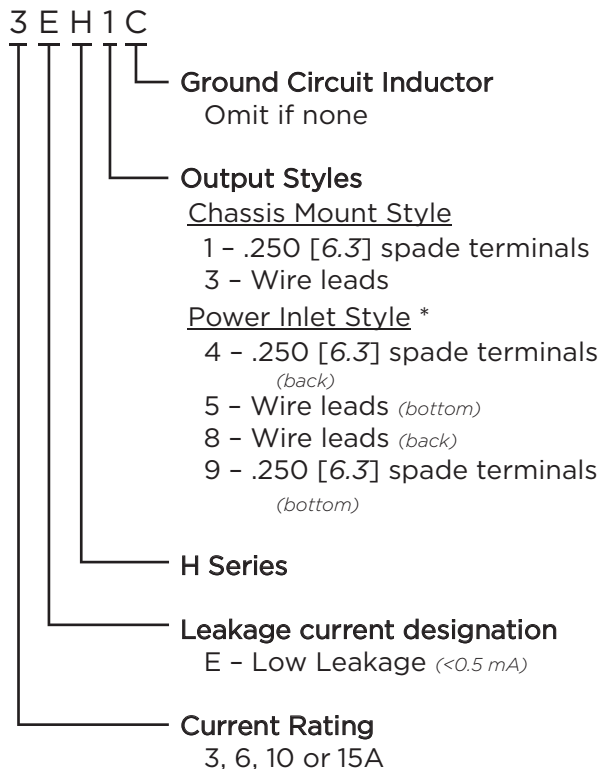 3 E H 1 C
Ground Circuit Inductor
Omit if none
Output Styles
Chassis Mount Style
1 – .250 [6.3] spade terminals
3 – Wire leads
Power Inlet Style *
4 – .250 [6.3] spade terminals
(back)
5 – Wire leads (bottom)
8 – Wire leads (back)
9 – .250 [6.3] spade terminals
(bottom)
H Series
Leakage current designation
E – Low Leakage (<0.5 mA)
Current Rating
3, 6, 10 or 15A